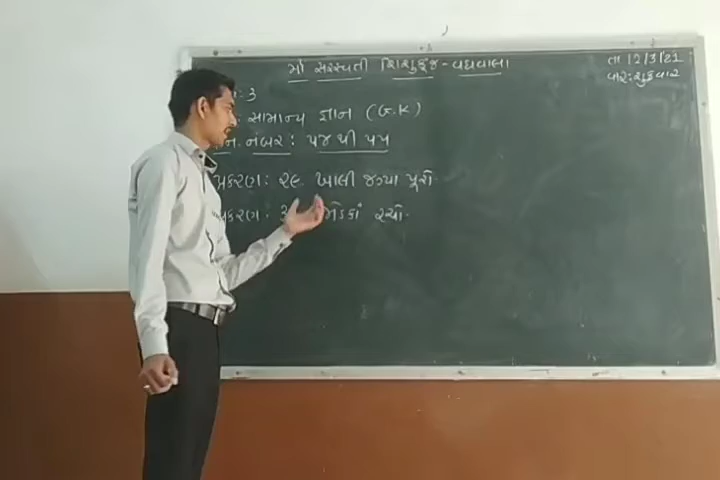 માઁ સરસ્વતી શિશુકુંજ - વઘવાલા
તા 12/3/21
વાર: શુક્રવાર
: 3
: સામાન્ય જ્ઞાન (G.K)
નંબર: ૫૪ થી ૫૫
પ્રકરણ: ૨૯ ખાલી જગ્યા પૂરો.
પ્રકરણ: જોડકાં રચો.